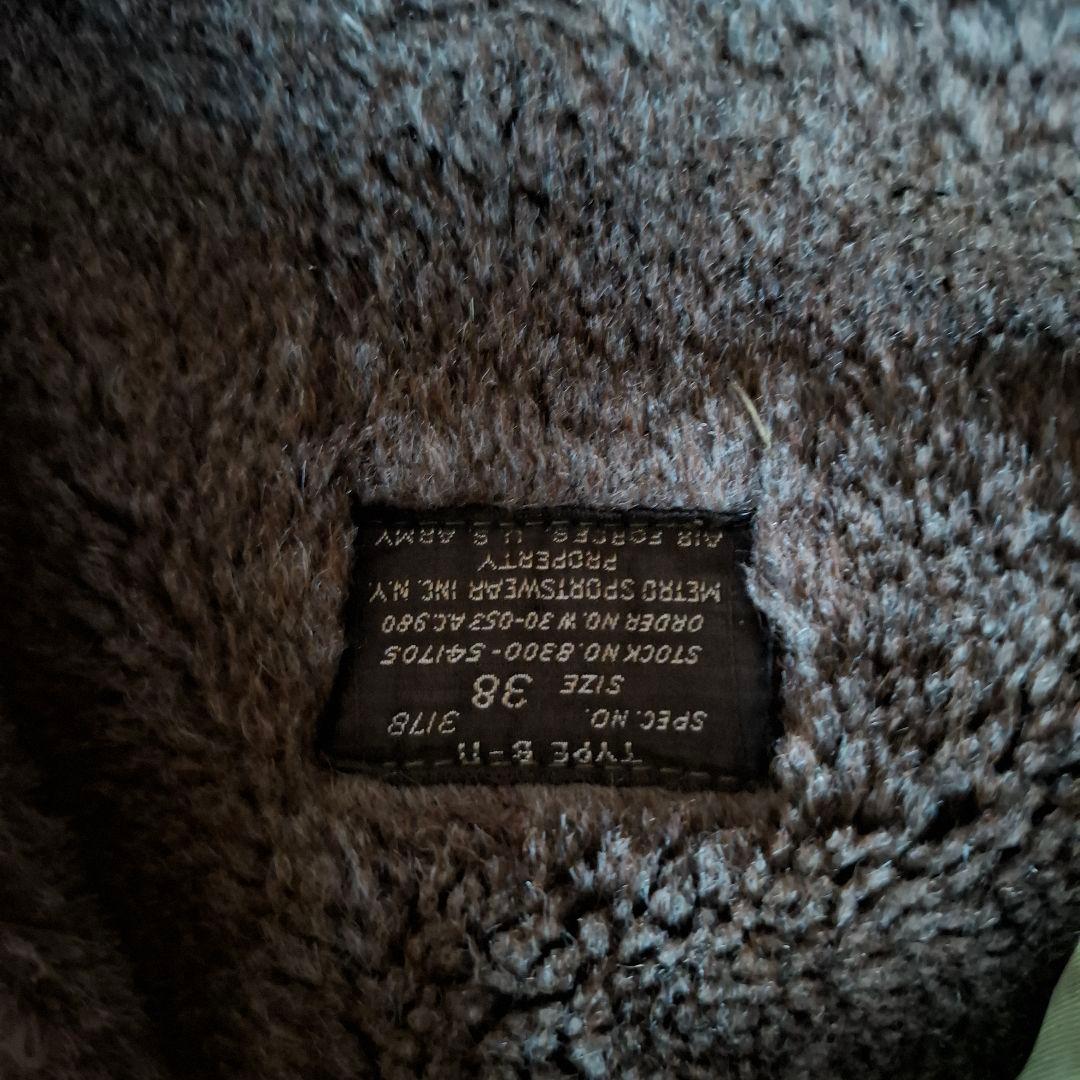 TYPE B-11
SPEC. NO. 3178
SIZE 38
STOCK NO. 8300-541705
ORDER NO. W 30-053 A.C. 980
METRO SPORTSWEAR INC. N.Y.
PROPERTY
AIR FORCES, U.S. ARMY